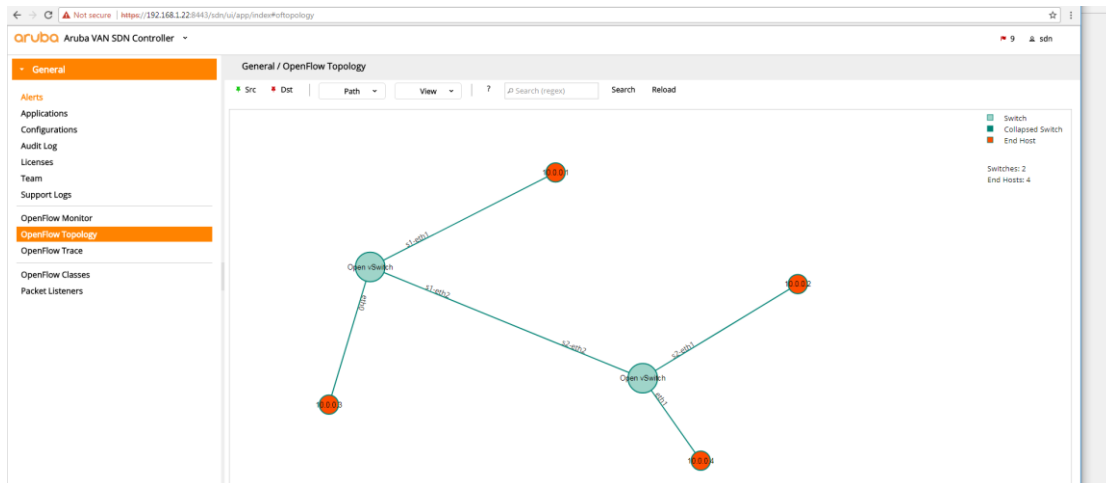 Not secure | https://192.168.1.22:8443/sdn/ui/app/index#oftopology
aruba Aruba VAN SDN Controller
9 sdn
General
General / OpenFlow Topology
Src Dst Path View ? Search (regex) Search Reload
Alerts
Applications
Configurations
Audit Log
Licenses
Team
Support Logs
OpenFlow Monitor
OpenFlow Topology
OpenFlow Trace
OpenFlow Classes
Packet Listeners
Switch
Collapsed Switch
End Host
Switches: 2
End Hosts: 4
10.0.0.1
s1-eth1
Open vSwitch
s1-eth2
eth0
10.0.0.2
s2-eth2
s2-eth1
Open vSwitch
eth1
10.0.0.3
10.0.0.4